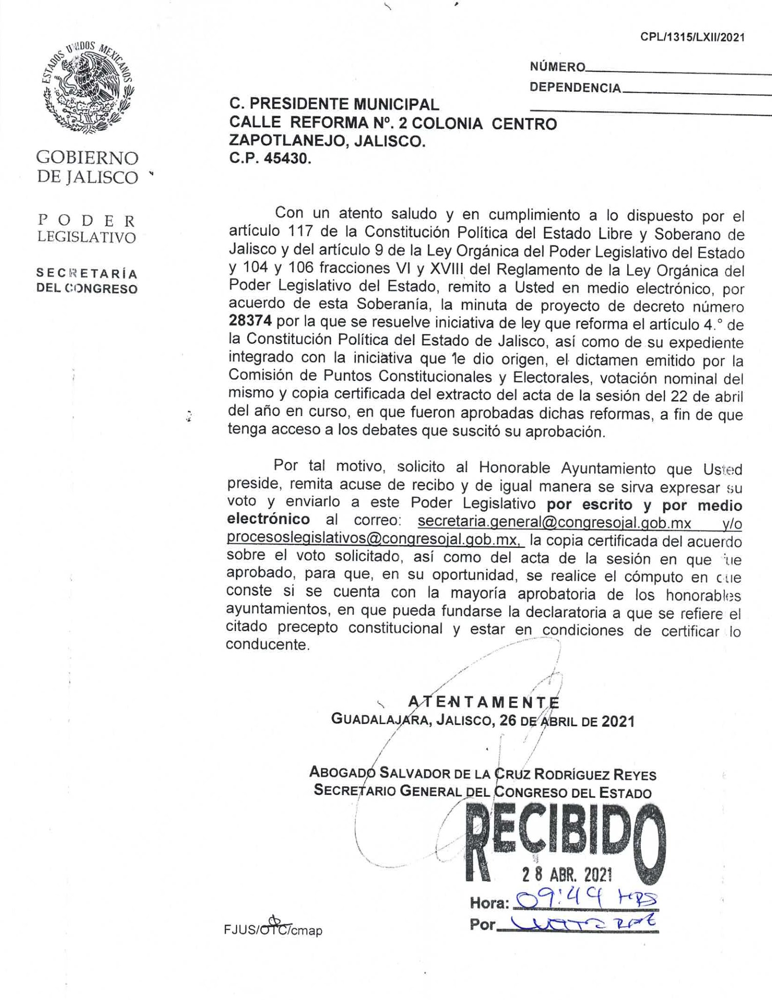 CPL/1315/LXII/2021
NÚMERO
DEPENDENCIA
ESTADOS UNIDOS MEXICANOS
GOBIERNO
DE JALISCO
PODER
LEGISLATIVO
SECRETARÍA
DEL CONGRESO
C. PRESIDENTE MUNICIPAL
CALLE REFORMA Nº. 2 COLONIA CENTRO
ZAPOTLANEJO, JALISCO.
C.P. 45430.
Con un atento saludo y en cumplimiento a lo dispuesto por el
artículo 117 de la Constitución Política del Estado Libre y Soberano de
Jalisco y del artículo 9 de la Ley Orgánica del Poder Legislativo del Estado
y 104 y 106 fracciones VI y XVIII del Reglamento de la Ley Orgánica del
Poder Legislativo del Estado, remito a Usted en medio electrónico, por
acuerdo de esta Soberanía, la minuta de proyecto de decreto número
28374 por la que se resuelve iniciativa de ley que reforma el artículo 4.° de
la Constitución Política del Estado de Jalisco, así como de su expediente
integrado con la iniciativa que le dio origen, el dictamen emitido por la
Comisión de Puntos Constitucionales y Electorales, votación nominal del
mismo y copia certificada del extracto del acta de la sesión del 22 de abril
del año en curso, en que fueron aprobadas dichas reformas, a fin de que
tenga acceso a los debates que suscitó su aprobación.
Por tal motivo, solicito al Honorable Ayuntamiento que Usted
preside, remita acuse de recibo y de igual manera se sirva expresar su
voto y enviarlo a este Poder Legislativo por escrito y por medio
electrónico al correo: secretaria.general@congresojal.gob.mx y/o
procesoslegislativos@congresojal.gob.mx, la copia certificada del acuerdo
sobre el voto solicitado, así como del acta de la sesión en que fue
aprobado, para que, en su oportunidad, se realice el cómputo en que
conste si se cuenta con la mayoría aprobatoria de los honorables
ayuntamientos, en que pueda fundarse la declaratoria a que se refiere el
citado precepto constitucional y estar en condiciones de certificar lo
conducente.
ATENTAMENTE
GUADALAJARA, JALISCO, 26 DE ABRIL DE 2021
ABOGADO SALVADOR DE LA CRUZ RODRÍGUEZ REYES
SECRETARIO GENERAL DEL CONGRESO DEL ESTADO
RECIBIDO
28 ABR. 2021
Hora: 09:49 HRS
Por
FJUS/OTC/cmap